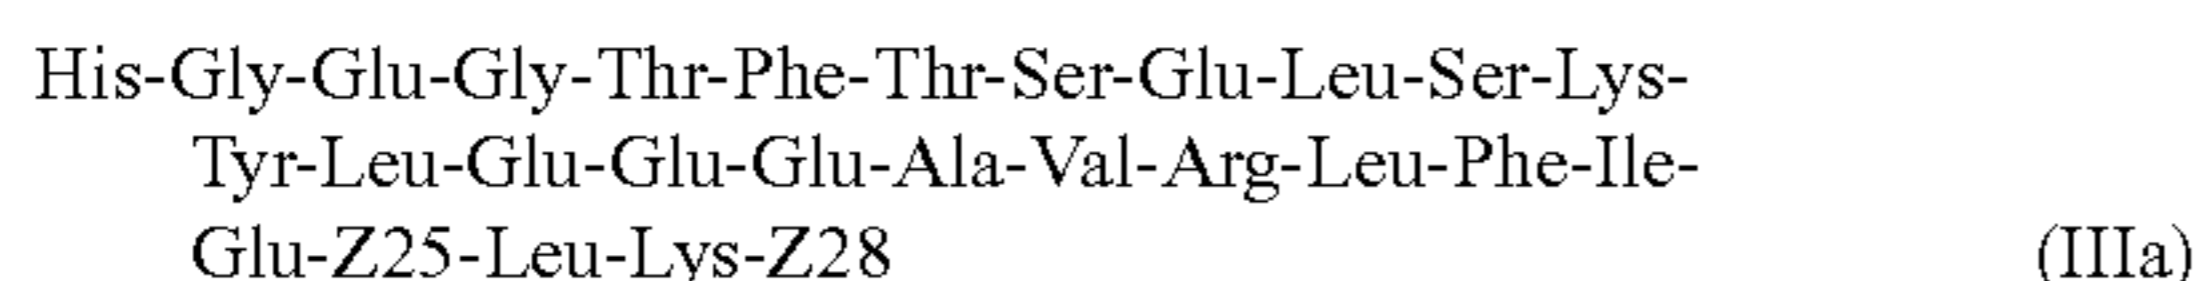 His-Gly-Glu-Gly-Thr-Phe-Thr-Ser-Glu-Leu-Ser-Lys-
Tyr-Leu-Glu-Glu-Glu-Ala-Val-Arg-Leu-Phe-Ile-
Glu-Z25-Leu-Lys-Z28 (IIIa)